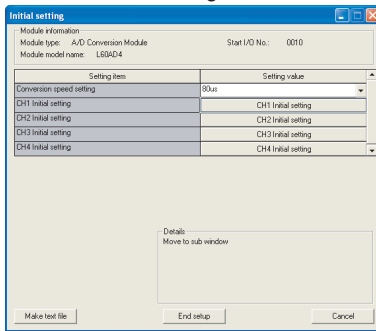 Initial setting
Module information
Module type: A/D Conversion Module Start I/O No.: 0010
Module model name: L60AD4
Setting item Setting value
Conversion speed setting 80us
CH1 Initial setting CH1 Initial setting
CH2 Initial setting CH2 Initial setting
CH3 Initial setting CH3 Initial setting
CH4 Initial setting CH4 Initial setting
Details
Move to sub window
Make text file End setup Cancel